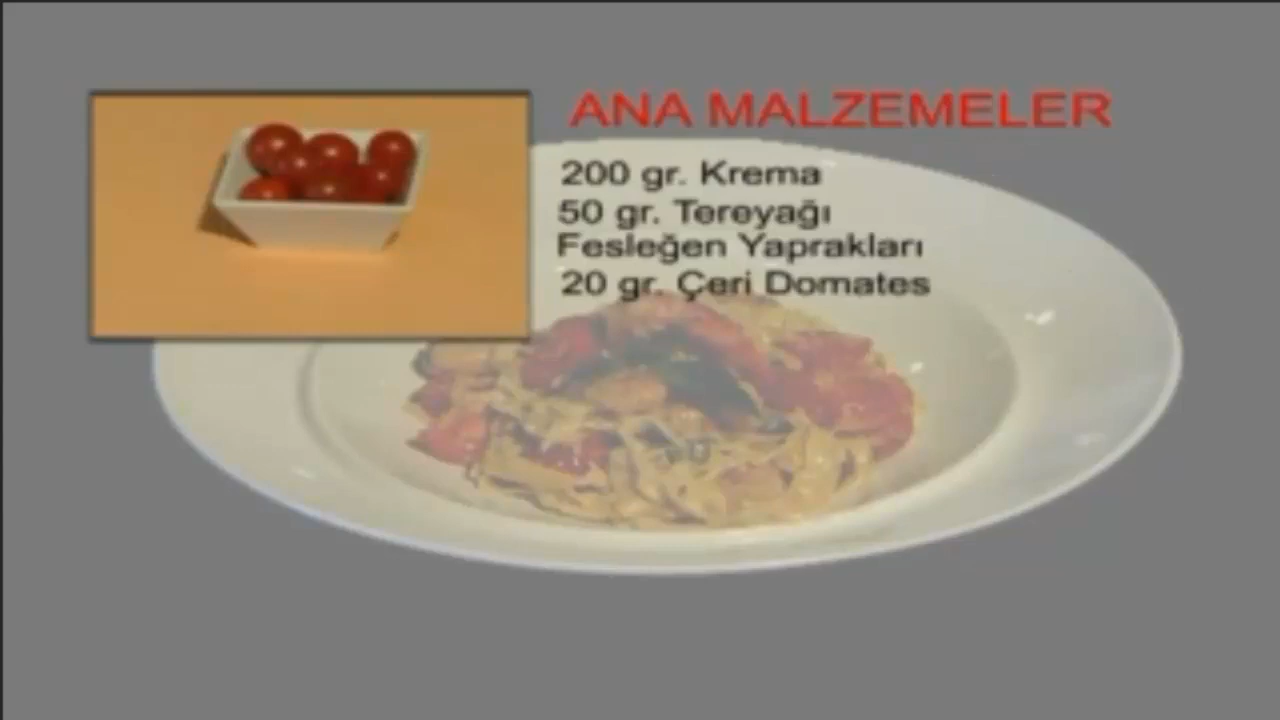 ANA MALZEMELER
200 gr. Krema
50 gr. Tereyağı
Fesleğen Yaprakları
20 gr. Çeri Domates